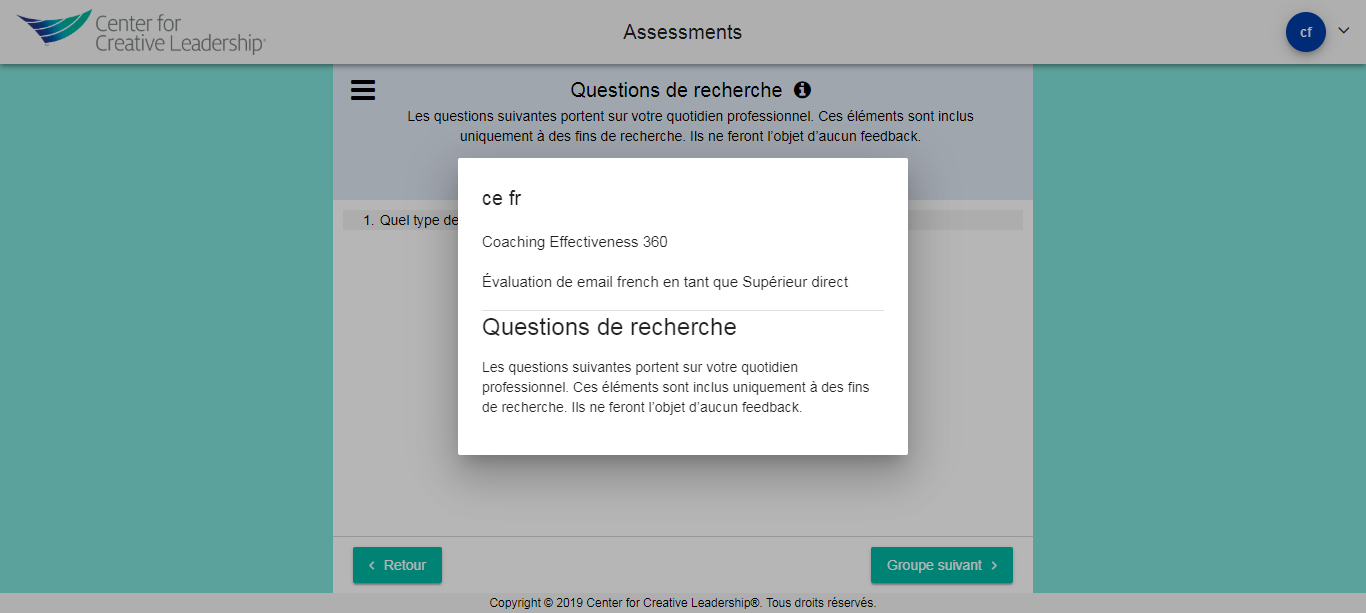 Center for
Creative Leadership®
Assessments
cf
Questions de recherche
Les questions suivantes portent sur votre quotidien professionnel. Ces éléments sont inclus
uniquement à des fins de recherche. Ils ne feront l’objet d’aucun feedback.
1. Quel type de
ce fr
Coaching Effectiveness 360
Évaluation de email french en tant que Supérieur direct
Questions de recherche
Les questions suivantes portent sur votre quotidien
professionnel. Ces éléments sont inclus uniquement à des fins
de recherche. Ils ne feront l’objet d’aucun feedback.
Retour
Groupe suivant
Copyright © 2019 Center for Creative Leadership®. Tous droits réservés.